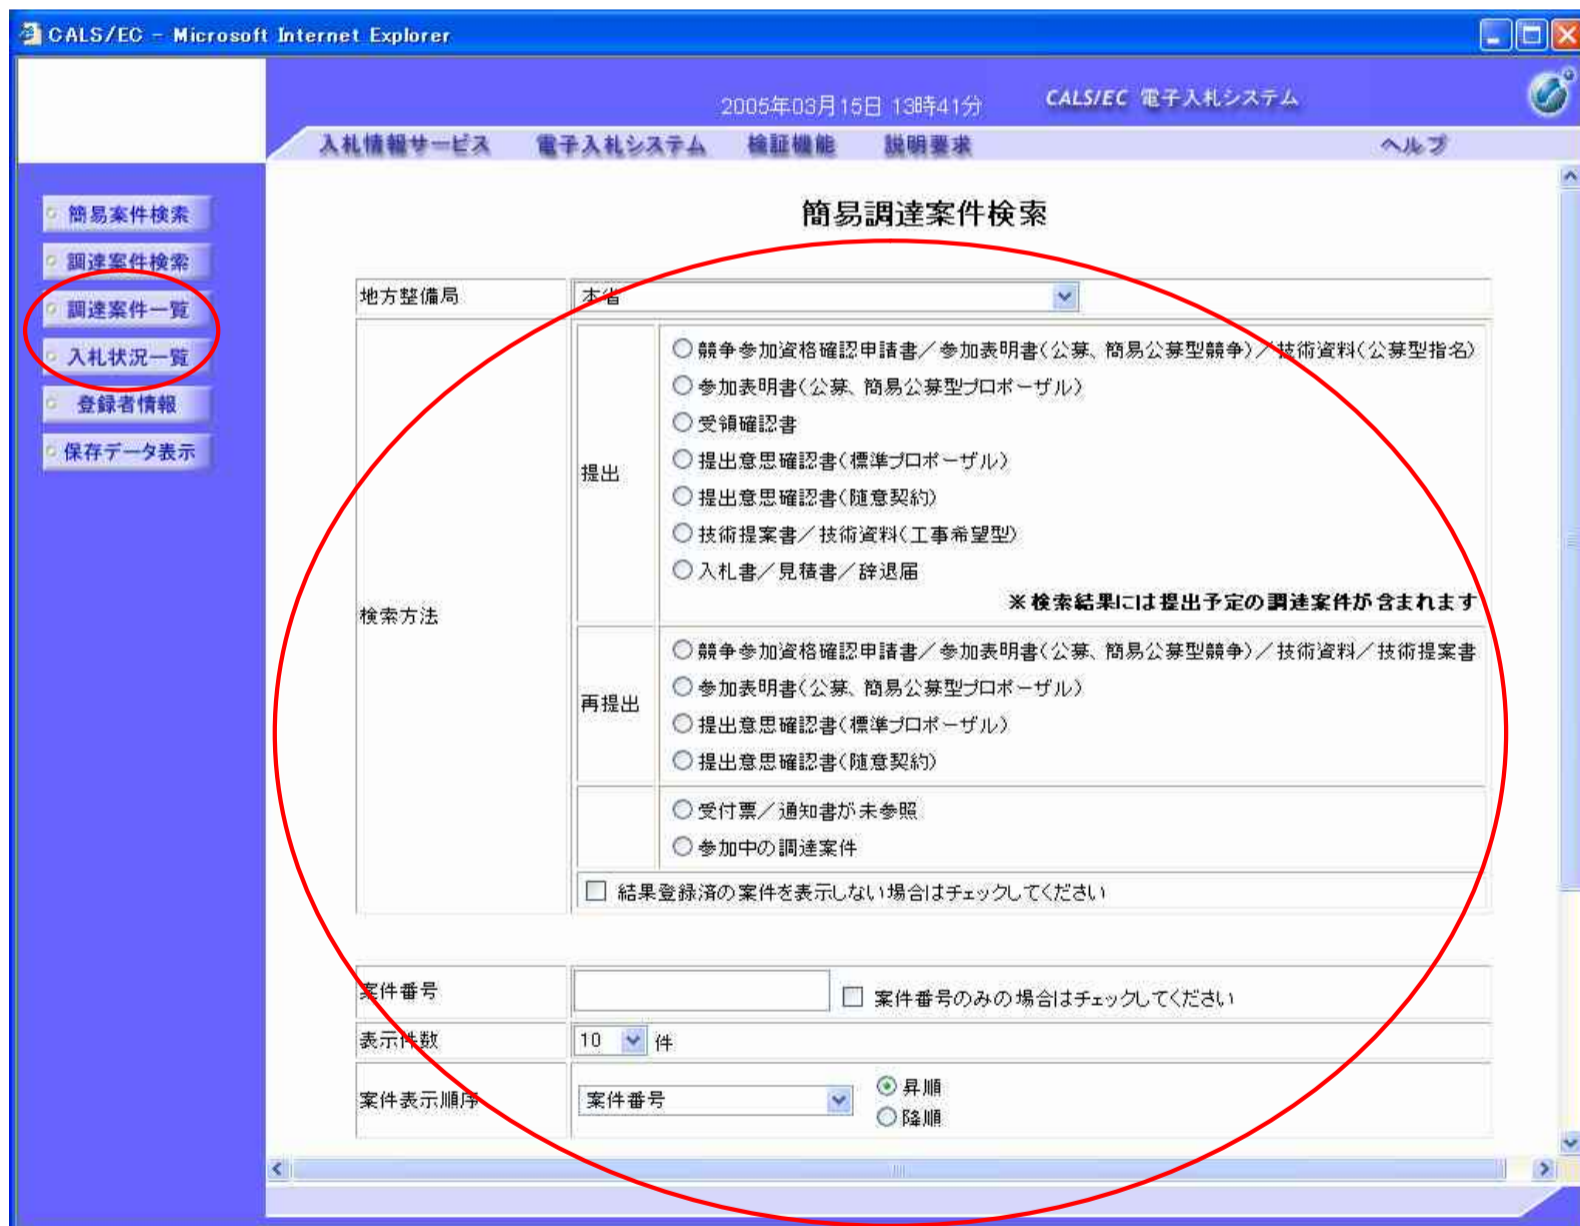 CALS/EC - Microsoft Internet Explorer
2005年03月15日 13時41分
CALS/EC 電子入札システム
入札情報サービス 電子入札システム 検証機能 説明要求 ヘルプ
簡易案件検索
調達案件検索
調達案件一覧
入札状況一覧
登録者情報
保存データ表示
簡易調達案件検索
地方整備局 本省
検索方法
提出
競争参加資格確認申請書／参加表明書(公募、簡易公募型競争)／技術資料(公募型指名)
参加表明書(公募、簡易公募型プロポーザル)
受領確認書
提出意思確認書(標準プロポーザル)
提出意思確認書(随意契約)
技術提案書／技術資料(工事希望型)
入札書／見積書／辞退届
※検索結果には提出予定の調達案件が含まれます
再提出
競争参加資格確認申請書／参加表明書(公募、簡易公募型競争)／技術資料／技術提案書
参加表明書(公募、簡易公募型プロポーザル)
提出意思確認書(標準プロポーザル)
提出意思確認書(随意契約)
受付票／通知書が未参照
参加中の調達案件
結果登録済の案件を表示しない場合はチェックしてください
案件番号 案件番号のみの場合はチェックしてください
表示件数 10 件
案件表示順序 案件番号 昇順
降順